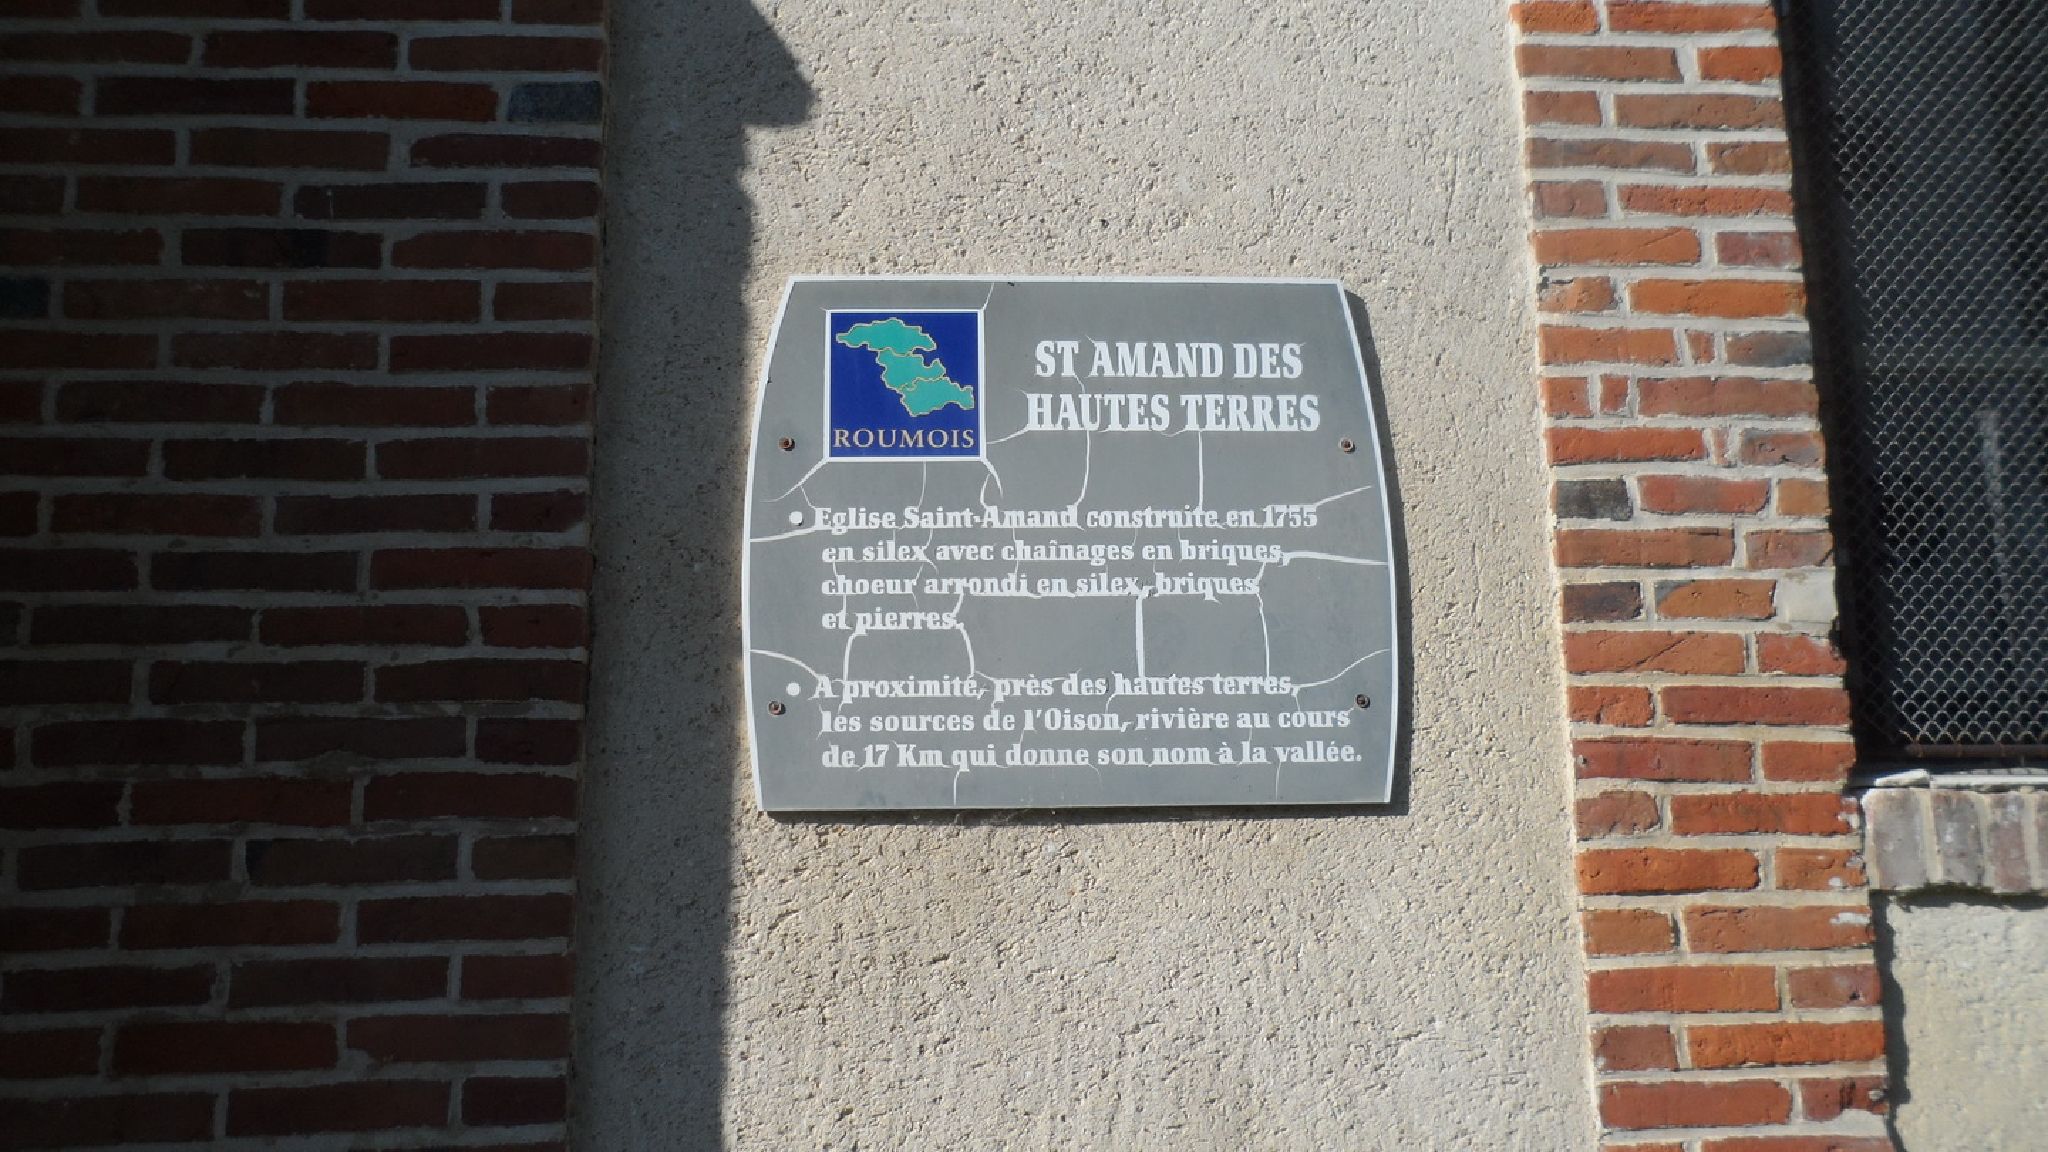 ROUMOIS
ST AMAND DES
HAUTES TERRES
• Eglise Saint-Amand construite en 1755
en silex avec chaînages en briques,
choeur arrondi en silex, briques
et pierres.
• A proximité, près des hautes terres,
les sources de l'Oison, rivière au cours
de 17 Km qui donne son nom à la vallée.